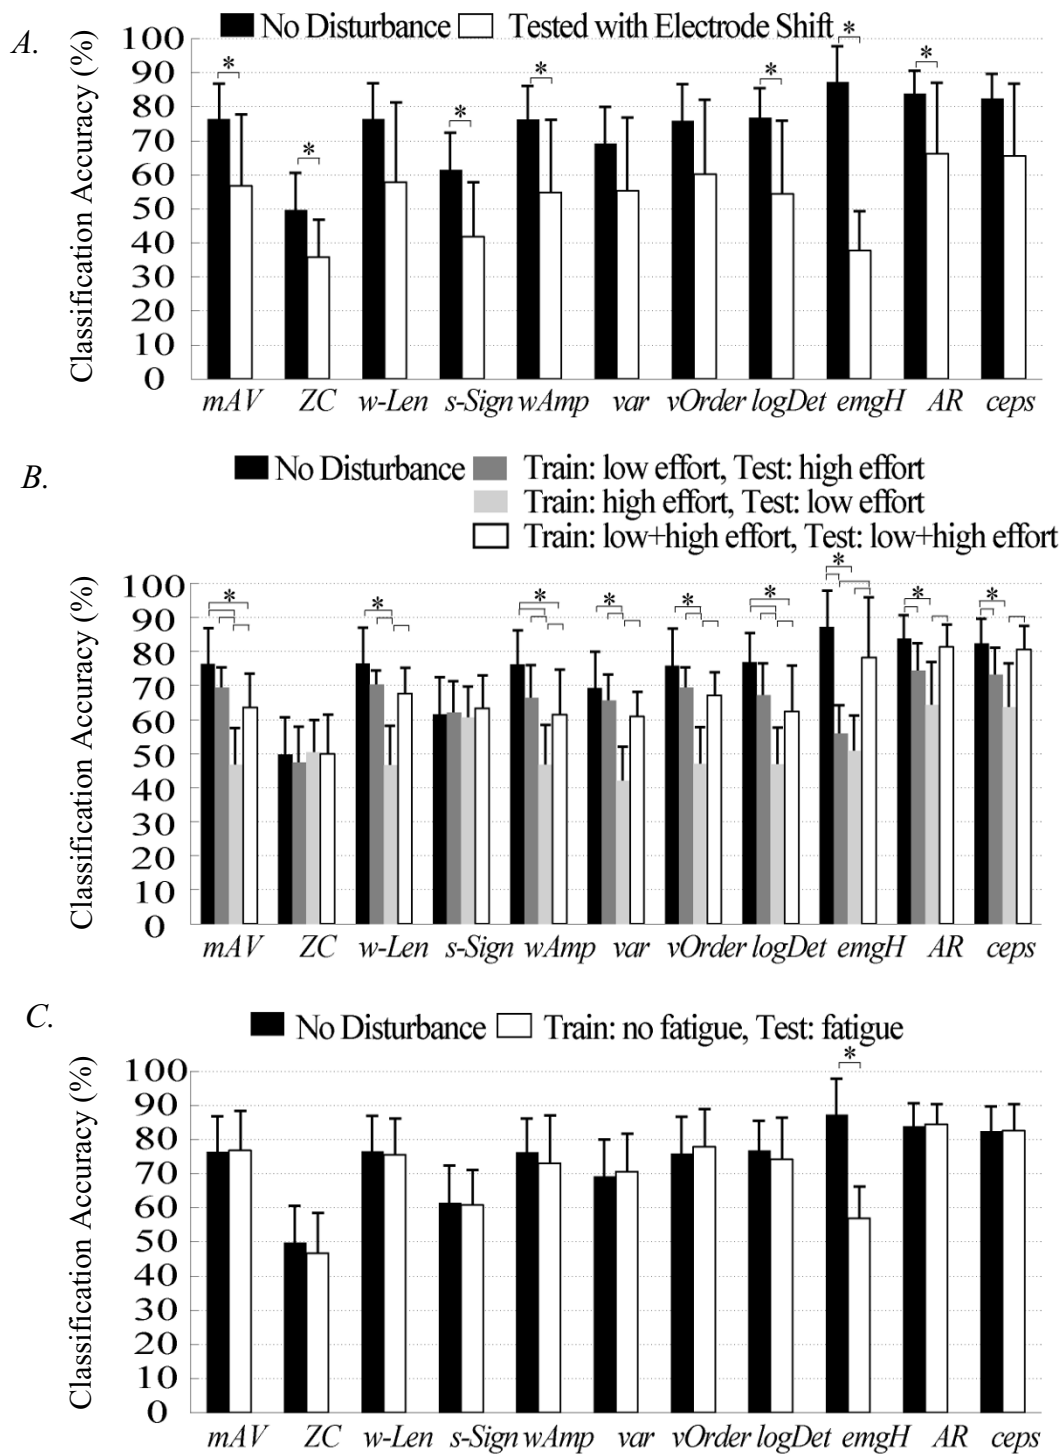 A.
No Disturbance Tested with Electrode Shift
Classification Accuracy (%)
100
90
80
70
60
50
40
30
20
10
0
* * * * * * *
mAV ZC w-Len s-Sign wAmp var vOrder logDet emgH AR ceps
B.
No Disturbance Train: low effort, Test: high effort
Train: high effort, Test: low effort
Train: low+high effort, Test: low+high effort
Classification Accuracy (%)
100
90
80
70
60
50
40
30
20
10
0
* * * * * * * * *
mAV ZC w-Len s-Sign wAmp var vOrder logDet emgH AR ceps
C.
No Disturbance Train: no fatigue, Test: fatigue
Classification Accuracy (%)
100
90
80
70
60
50
40
30
20
10
0
*
mAV ZC w-Len s-Sign wAmp var vOrder logDet emgH AR ceps